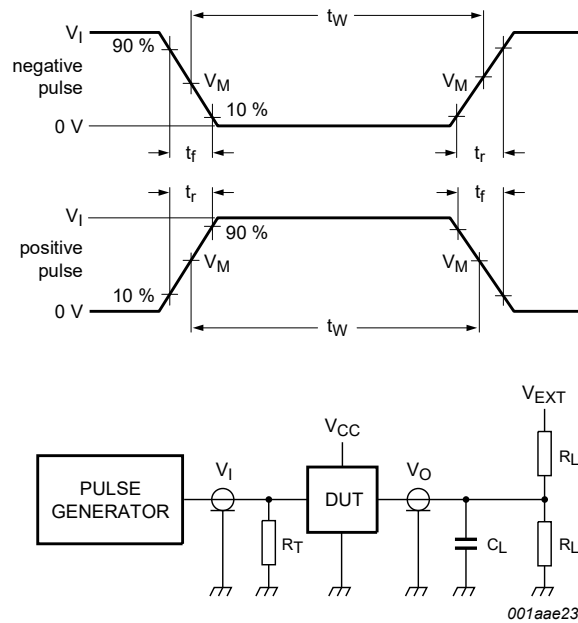 V_I
t_W
90 %
negative
pulse
V_M
V_M
10 %
0 V
t_f
t_r
t_r
t_f
V_I
90 %
positive
pulse
V_M
V_M
10 %
0 V
t_W
V_EXT
V_CC
R_L
PULSE
GENERATOR
V_I
DUT
V_O
R_T
C_L
R_L
001aae23